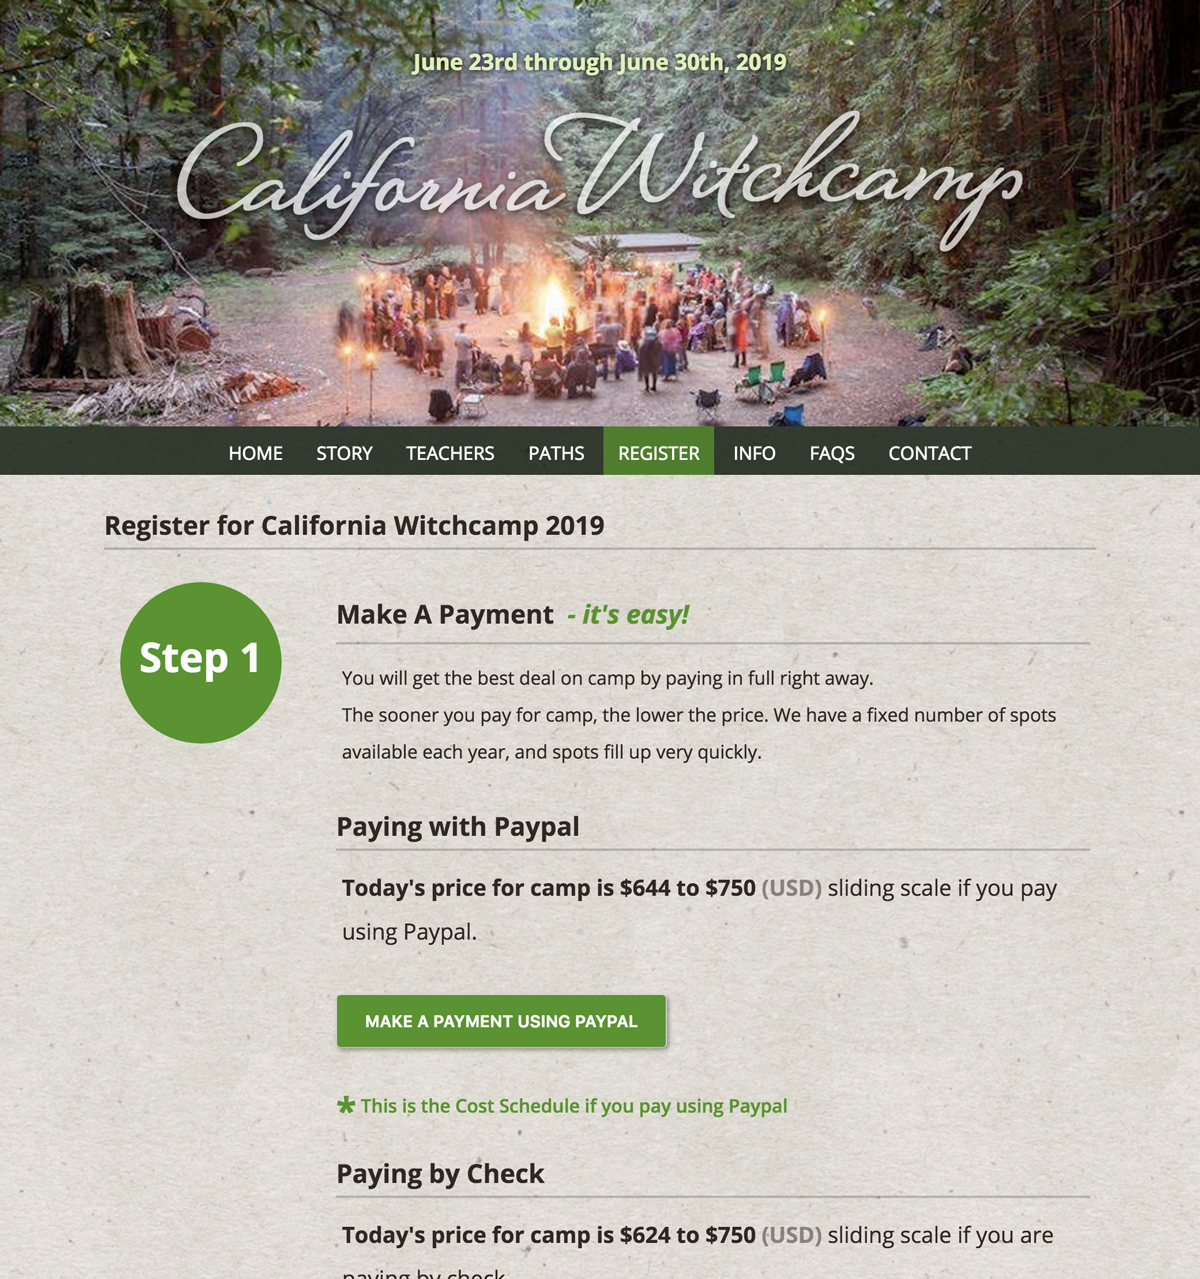 June 23rd through June 30th, 2019
California Witchcamp
HOME STORY TEACHERS PATHS REGISTER INFO FAQS CONTACT
Register for California Witchcamp 2019
Step 1
Make A Payment - it's easy!
You will get the best deal on camp by paying in full right away.
The sooner you pay for camp, the lower the price. We have a fixed number of spots
available each year, and spots fill up very quickly.
Paying with Paypal
Today's price for camp is $644 to $750 (USD) sliding scale if you pay
using Paypal.
MAKE A PAYMENT USING PAYPAL
* This is the Cost Schedule if you pay using Paypal
Paying by Check
Today's price for camp is $624 to $750 (USD) sliding scale if you are
paying by check